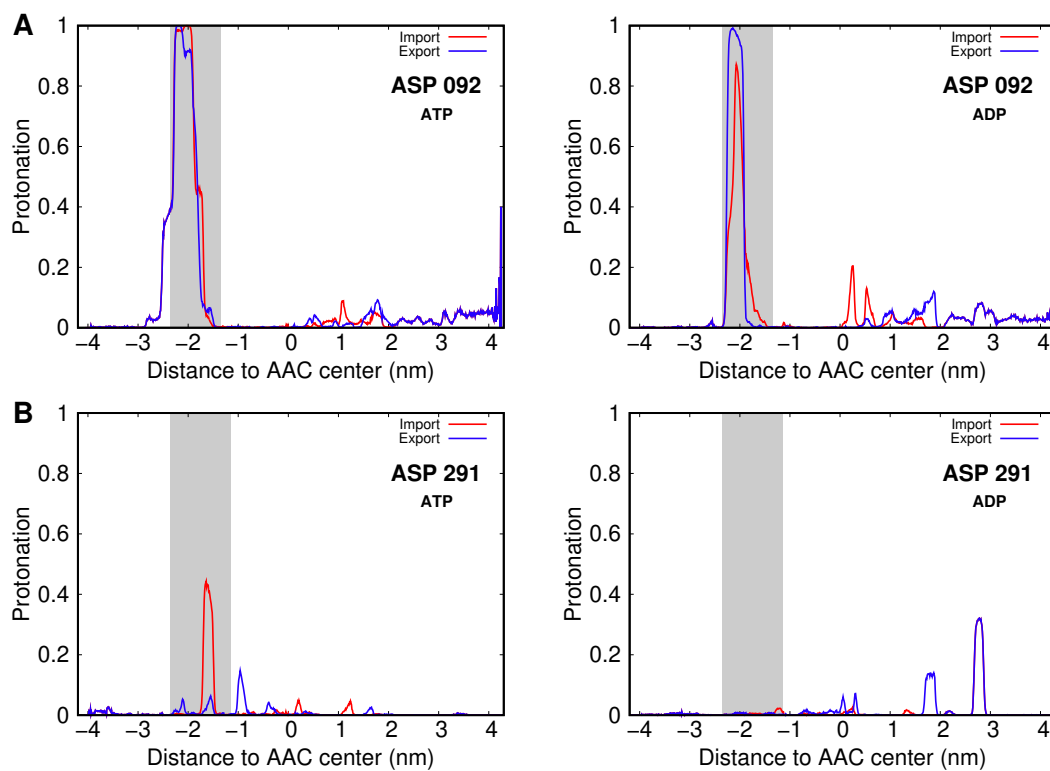 A
Protonation
1
0.8
0.6
0.4
0.2
0
Import
Export
ASP 092
ATP
−4 −3 −2 −1 0 1 2 3 4
Distance to AAC center (nm)
Protonation
1
0.8
0.6
0.4
0.2
0
Import
Export
ASP 092
ADP
−4 −3 −2 −1 0 1 2 3 4
Distance to AAC center (nm)
B
Protonation
1
0.8
0.6
0.4
0.2
0
Import
Export
ASP 291
ATP
−4 −3 −2 −1 0 1 2 3 4
Distance to AAC center (nm)
Protonation
1
0.8
0.6
0.4
0.2
0
Import
Export
ASP 291
ADP
−4 −3 −2 −1 0 1 2 3 4
Distance to AAC center (nm)